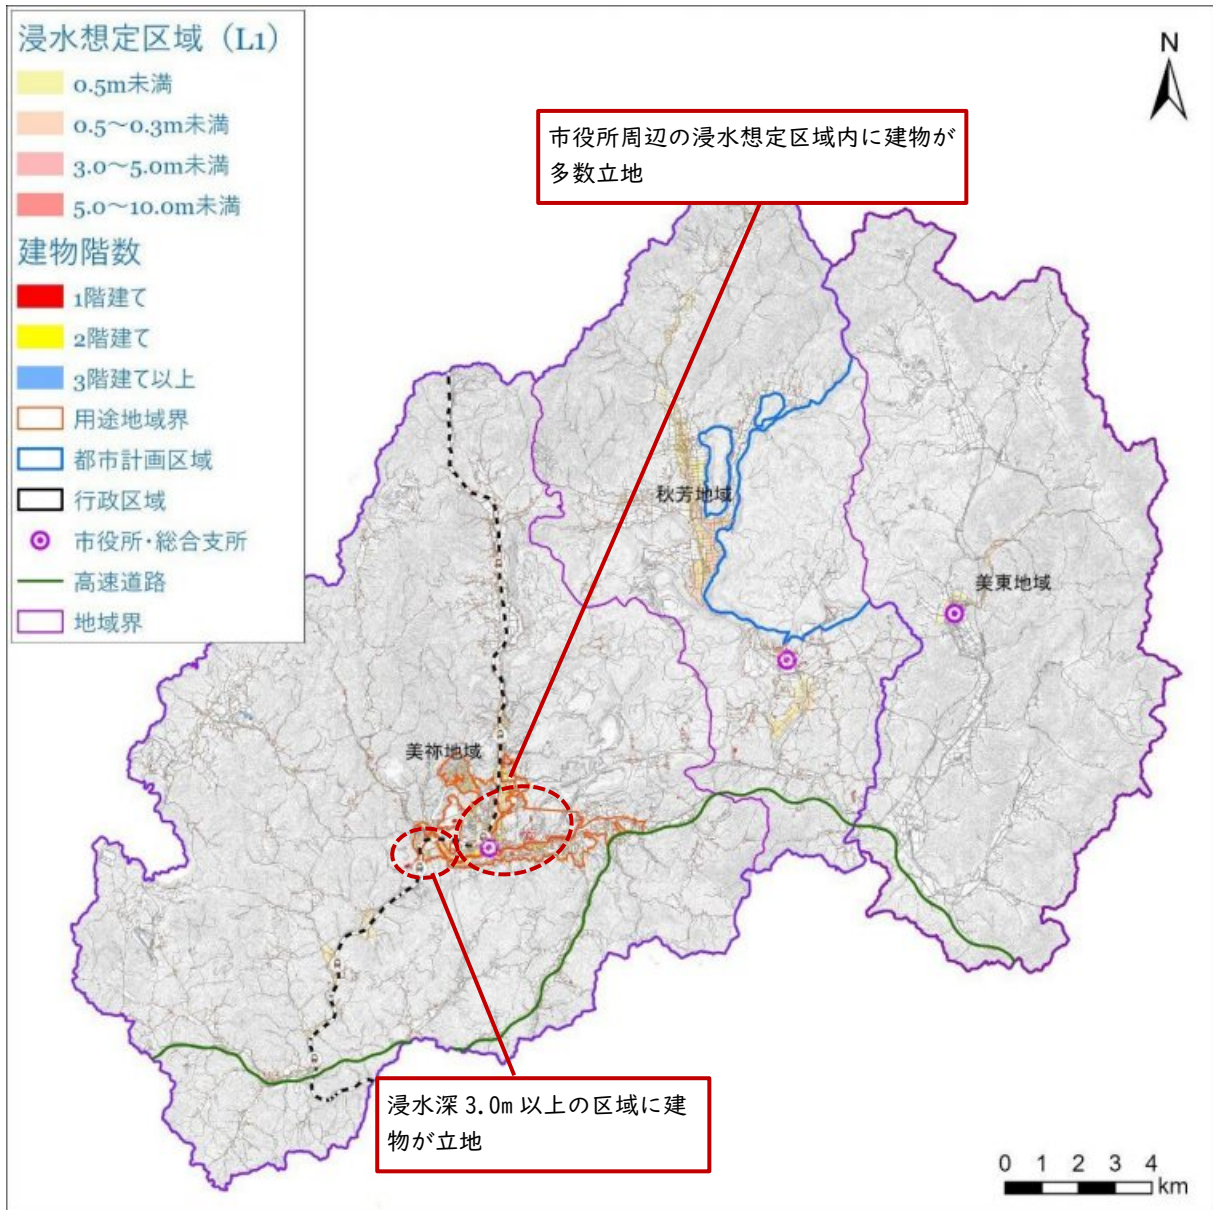 浸水想定区域（L1）
0.5m未満
0.5～0.3m未満
3.0～5.0m未満
5.0～10.0m未満
建物階数
1階建て
2階建て
3階建て以上
用途地域界
都市計画区域
行政区域
市役所・総合支所
高速道路
地域界
N
市役所周辺の浸水想定区域内に建物が
多数立地
秋芳地域
美東地域
美祢地域
浸水深 3.0m 以上の区域に建
物が立地
0 1 2 3 4
km